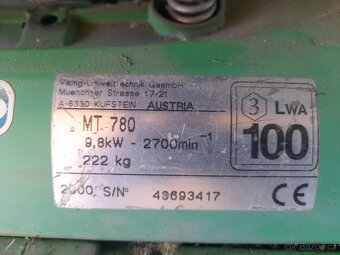 Viking-Umwelttechnik GesmbH
Muenchner Strasse 17-21
A-6330 KUFSTEIN AUSTRIA
MT 780
9,8kW - 2700min⁻¹
222 kg
3 LWA
100
2000, S/N° 43693417 CE